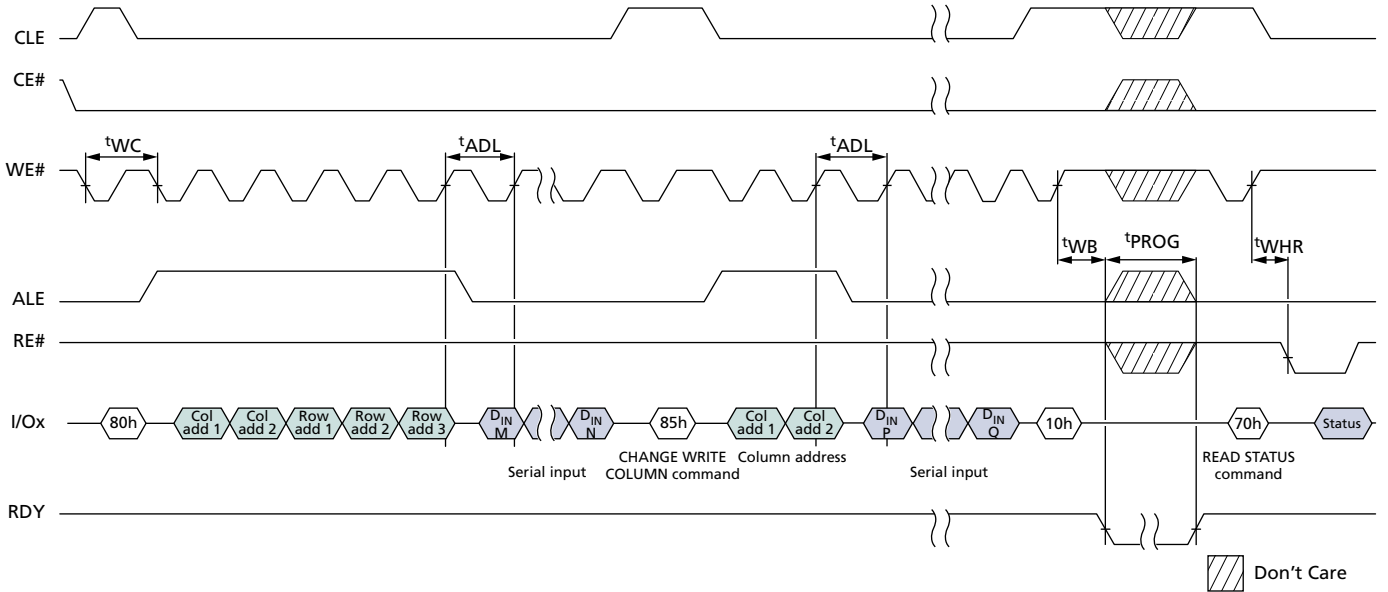 CLE
CE#
tWC
tADL
tADL
WE#
tWB
tPROG
tWHR
ALE
RE#
I/Ox
80h
Col add 1
Col add 2
Row add 1
Row add 2
Row add 3
DIN M
DIN N
85h
Col add 1
Col add 2
DIN P
DIN Q
10h
70h
Status
Serial input
CHANGE WRITE
COLUMN command
Column address
Serial input
READ STATUS
command
RDY
Don't Care